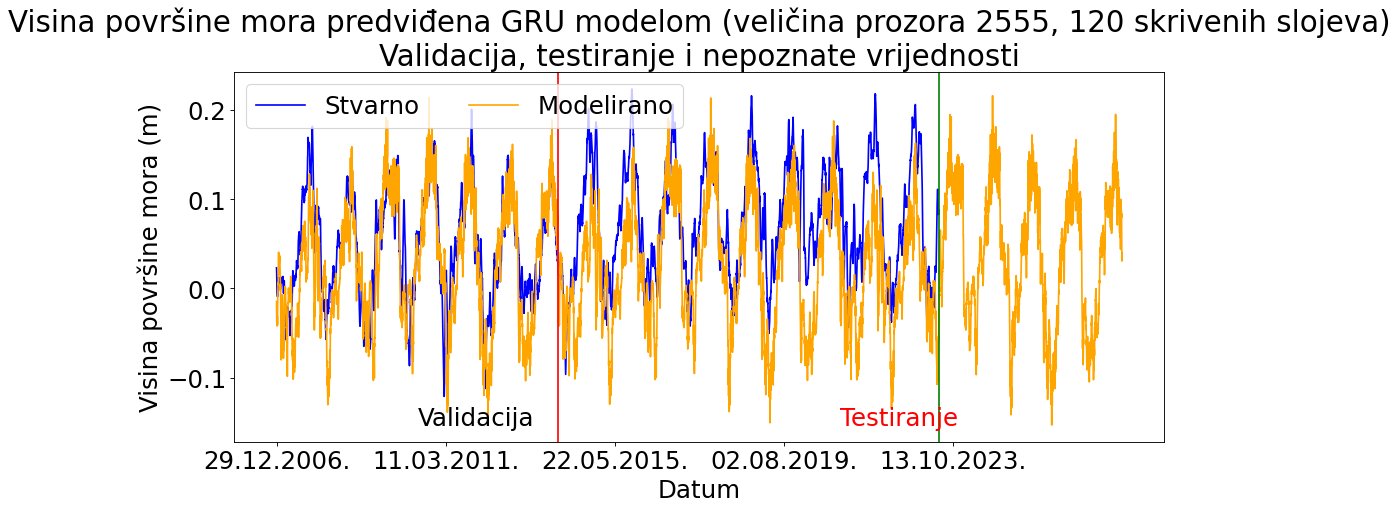 Visina površine mora predviđena GRU modelom (veličina prozora 2555, 120 skrivenih slojeva)
Validacija, testiranje i nepoznate vrijednosti
Stvarno
Modelirano
Visina površine mora (m)
0.2
0.1
0.0
−0.1
Validacija
Testiranje
29.12.2006.
11.03.2011.
22.05.2015.
02.08.2019.
13.10.2023.
Datum